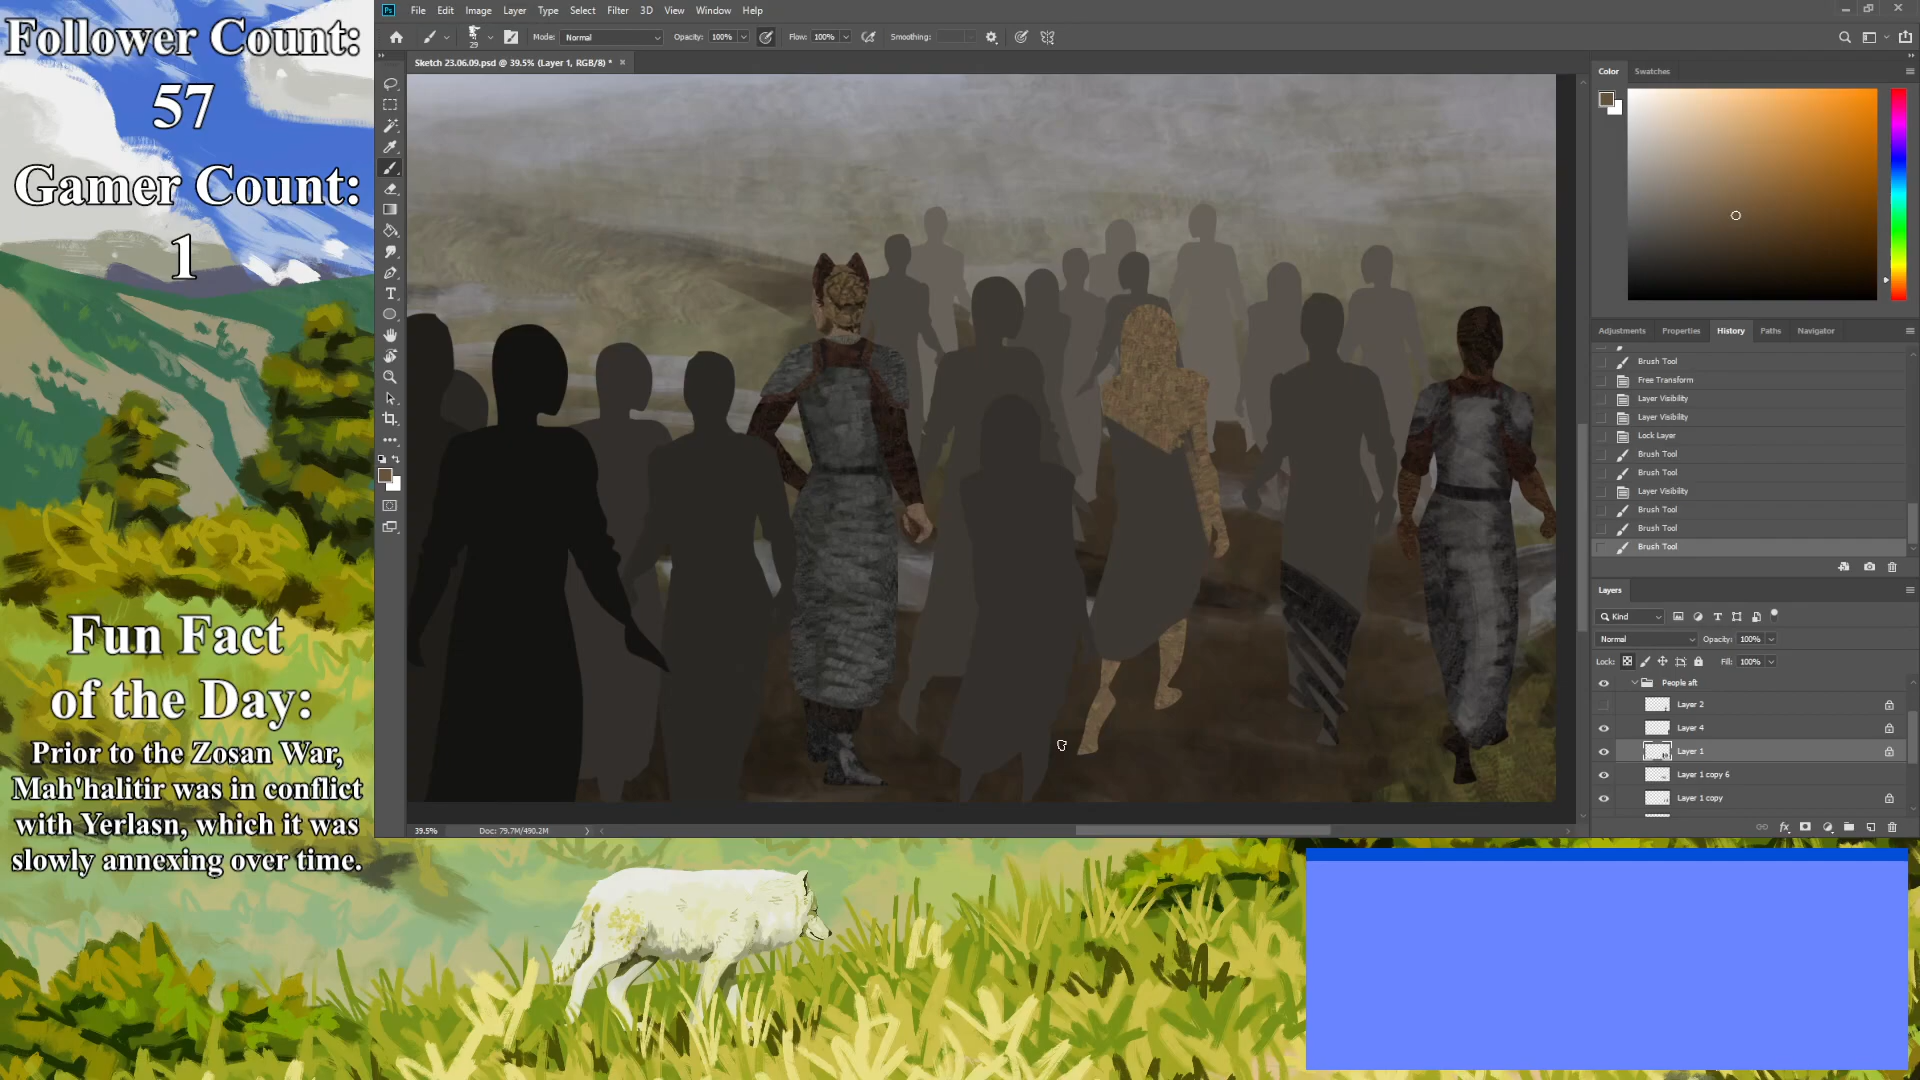 Follower Count:
57
Gamer Count:
1
Fun Fact
of the Day:
Prior to the Zosan War,
Mah'halitir was in conflict
with Yerlasn, which it was
slowly annexing over time.
Ps File Edit Image Layer Type Select Filter 3D View Window Help
29 Mode: Normal Opacity: 100% Flow: 100% Smoothing:
Sketch 23.06.09.psd @ 39.5% (Layer 1, RGB/8) *
39.5% Doc: 79.7M/490.2M
Color Swatches
Adjustments Properties History Paths Navigator
Brush Tool
Free Transform
Layer Visibility
Layer Visibility
Lock Layer
Brush Tool
Brush Tool
Layer Visibility
Brush Tool
Brush Tool
Brush Tool
Layers
Kind
Normal Opacity: 100%
Lock: Fill: 100%
People aft
Layer 2
Layer 4
Layer 1
Layer 1 copy 6
Layer 1 copy